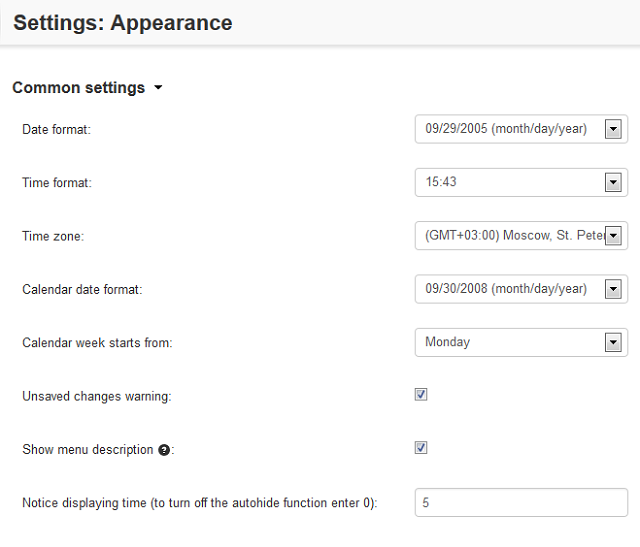 Settings: Appearance
Common settings
Date format: 09/29/2005 (month/day/year)
Time format: 15:43
Time zone: (GMT+03:00) Moscow, St. Peter
Calendar date format: 09/30/2008 (month/day/year)
Calendar week starts from: Monday
Unsaved changes warning:
Show menu description ?:
Notice displaying time (to turn off the autohide function enter 0): 5